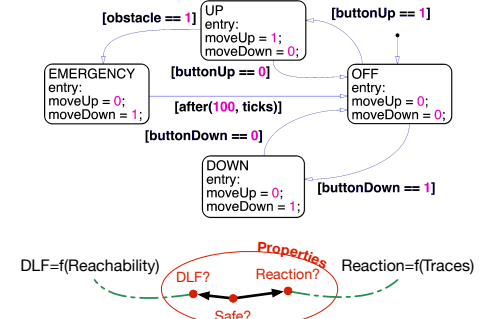 UP
entry:
moveUp = 1;
moveDown = 0;
[obstacle == 1]
[buttonUp == 1]
[buttonUp == 0]
EMERGENCY
entry:
moveUp = 0;
moveDown = 1;
[after(100, ticks)]
OFF
entry:
moveUp = 0;
moveDown = 0;
[buttonDown == 0]
DOWN
entry:
moveUp = 0;
moveDown = 1;
[buttonDown == 1]
Properties
DLF=f(Reachability)
DLF?
Reaction?
Reaction=f(Traces)
Safe?